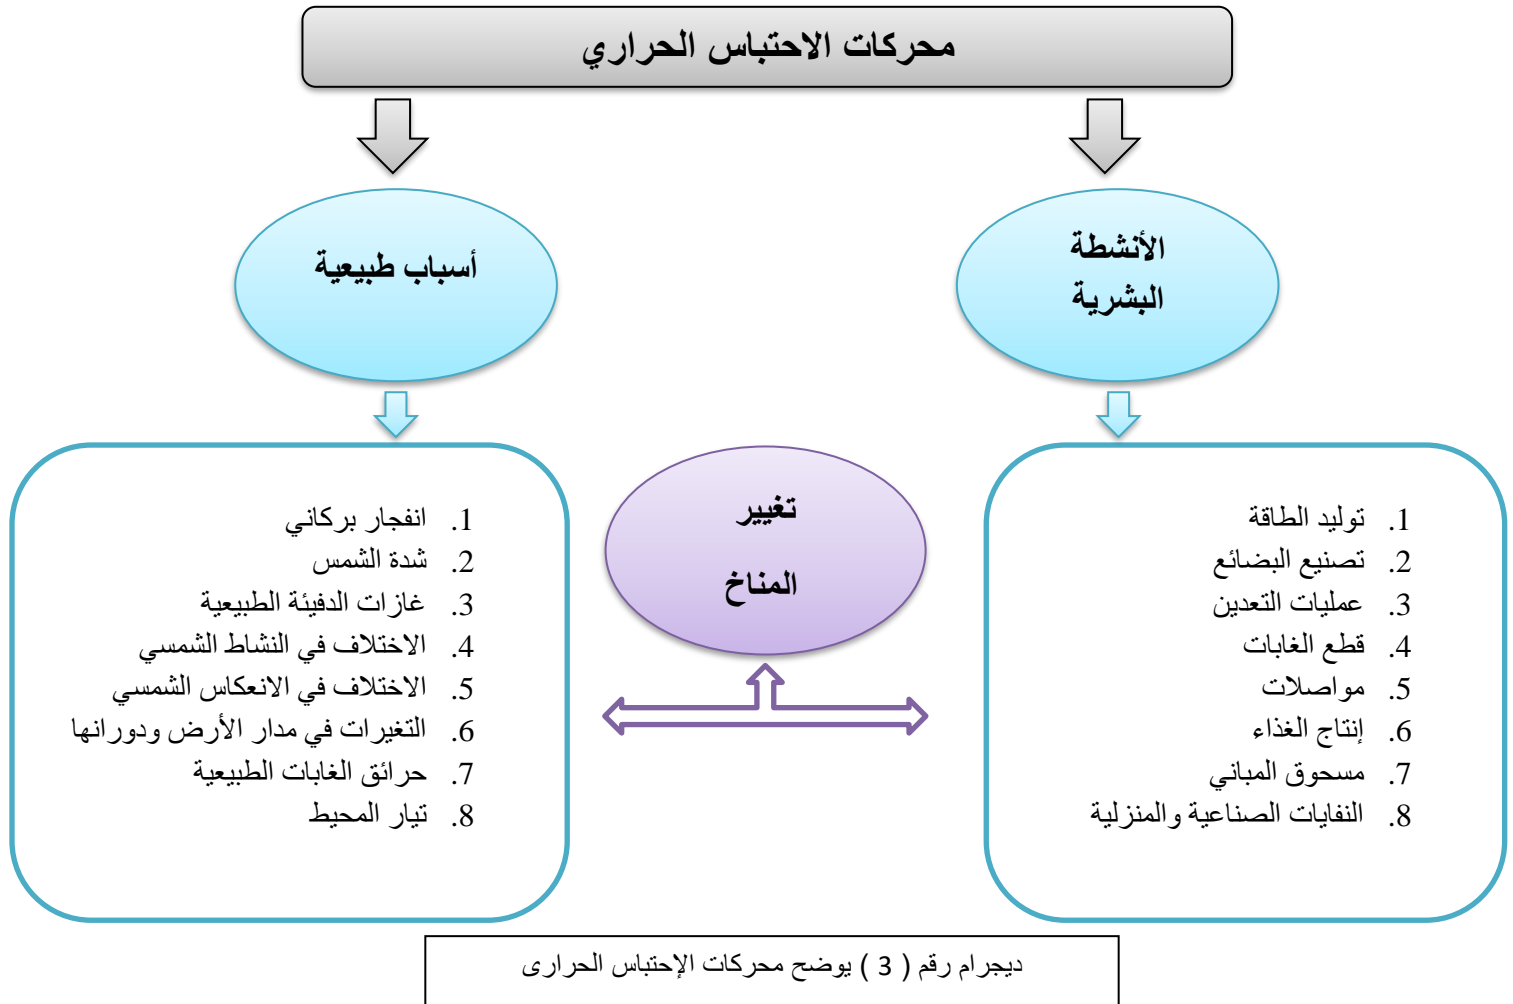 محركات الاحتباس الحراري
الأنشطة
البشرية
أسباب طبيعية
1. توليد الطاقة
2. تصنيع البضائع
3. عمليات التعدين
4. قطع الغابات
5. مواصلات
6. إنتاج الغذاء
7. مسحوق المباني
8. النفايات الصناعية والمنزلية
تغيير
المناخ
1. انفجار بركاني
2. شدة الشمس
3. غازات الدفيئة الطبيعية
4. الاختلاف في النشاط الشمسي
5. الاختلاف في الانعكاس الشمسي
6. التغيرات في مدار الأرض ودورانها
7. حرائق الغابات الطبيعية
8. تيار المحيط
ديجرام رقم ( 3 ) يوضح محركات الإحتباس الحرارى